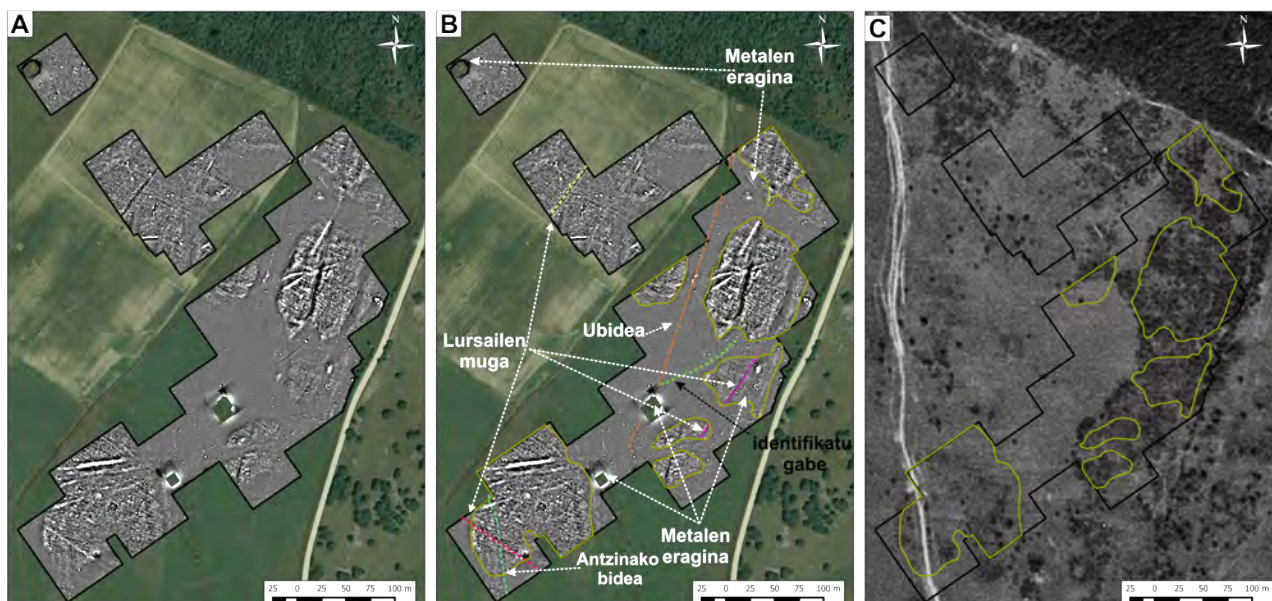 A
N
25 0 25 50 75 100 m
B
N
Metalen
eragina
Ubidea
Lursailen
muga
identifikatu
gabe
Metalen
eragina
Antzinako
bidea
25 0 25 50 75 100 m
C
N
25 0 25 50 75 100 m